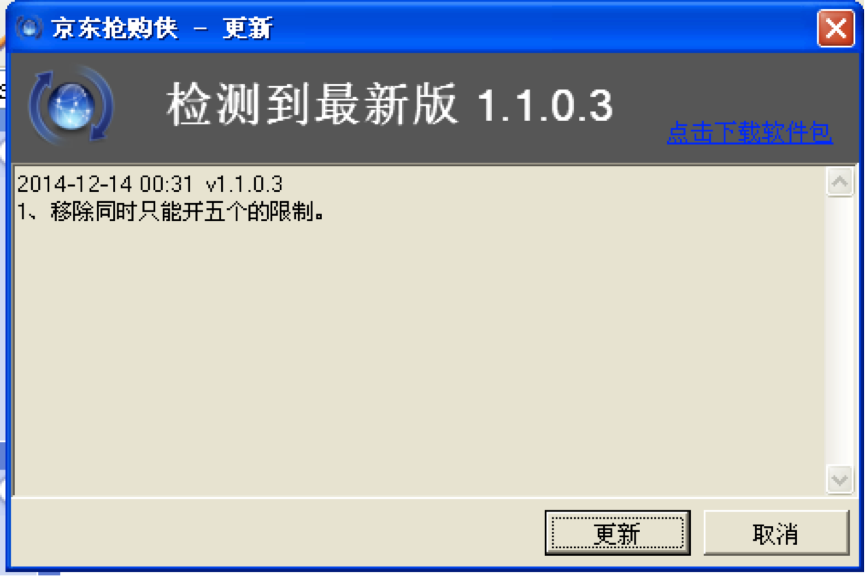 京东抢购侠 - 更新
检测到最新版 1.1.0.3
点击下载软件包
2014-12-14 00:31 v1.1.0.3
1、移除同时只能开五个的限制。
更新
取消